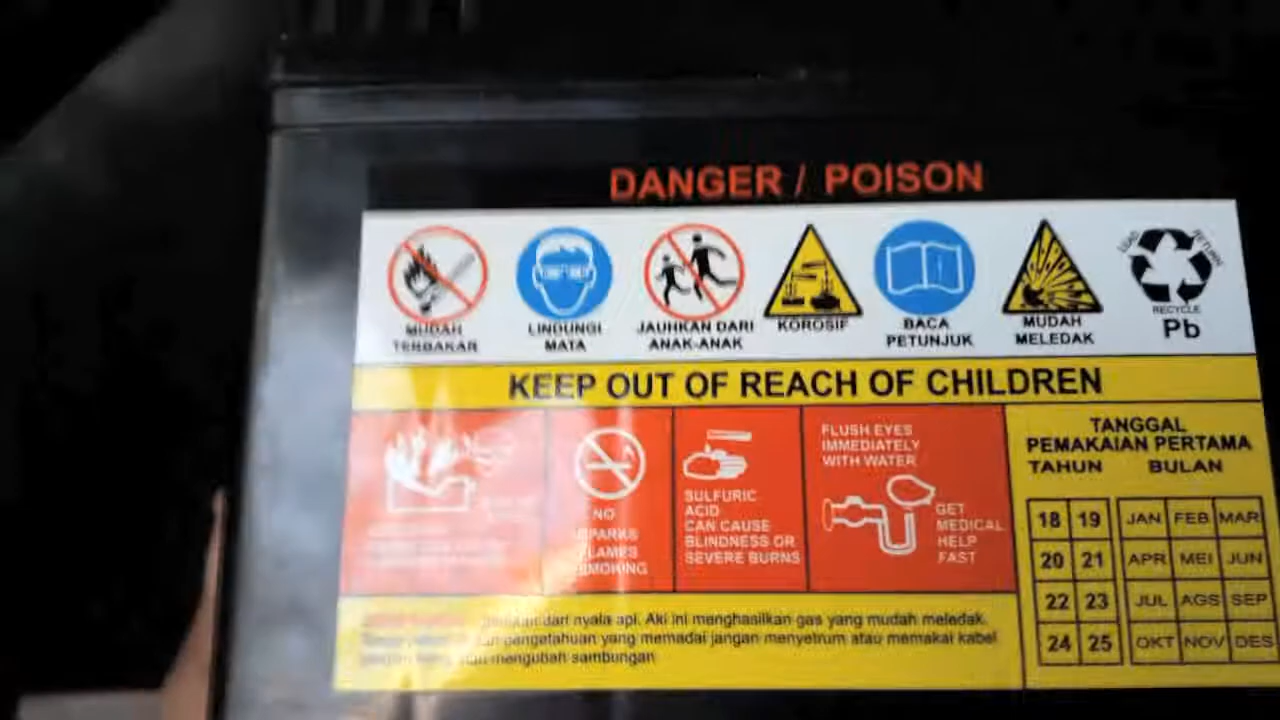 DANGER / POISON
MUDAH
TERBAKAR
LINDUNGI
MATA
JAUHKAN DARI
ANAK-ANAK
KOROSIF
BACA
PETUNJUK
MUDAH
MELEDAK
LEAD RETURN
RECYCLE
Pb
KEEP OUT OF REACH OF CHILDREN
NO
SPARKS
FLAMES
SMOKING
SULFURIC
ACID
CAN CAUSE
BLINDNESS OR
SEVERE BURNS
FLUSH EYES
IMMEDIATELY
WITH WATER
GET
MEDICAL
HELP
FAST
TANGGAL
PEMAKAIAN PERTAMA
TAHUN BULAN
18 19 JAN FEB MAR
20 21 APR MEI JUN
22 23 JUL AGS SEP
24 25 OKT NOV DES
dari nyala api. Aki ini menghasilkan gas yang mudah meledak.
pengetahuan yang memadai jangan menyetrum atau memakai kabel
mengubah sambungan